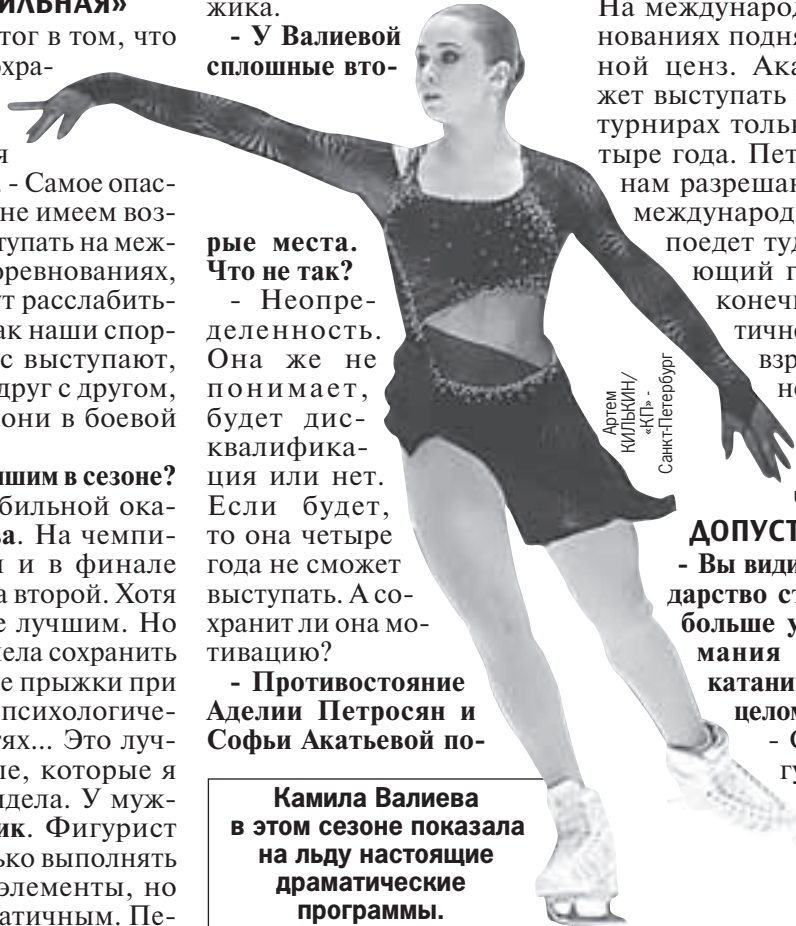 ИЛЬНАЯ»
тог в том, что
охра-
я
- Самое опас-
не имеем воз-
тупать на меж-
оревнованиях,
ут расслабить-
ак наши спор-
с выступают,
друг с другом,
они в боевой
шим в сезоне?
бильной ока-
ва. На чемпи-
и и в финале
а второй. Хотя
е лучшим. Но
ела сохранить
е прыжки при
психологиче-
тях... Это луч-
ые, которые я
идела. У муж-
ик. Фигурист
ько выполнять
элементы, но
атичным. Пе-
жика.
- У Валиевой
сплошные вто-
рые места.
Что не так?
- Неопре-
деленность.
Она же не
понимает,
будет дис-
квалифика-
ция или нет.
Если будет,
то она четыре
года не сможет
выступать. А со-
хранит ли она мо-
тивацию?
- Противостояние
Аделии Петросян и
Софьи Акатьевой по-
Камила Валиева
в этом сезоне показала
на льду настоящие
драматические
программы.
Артем
КИЛЬКИН/
«КП» -
Санкт-Петербург
На международ
нованиях подня
ной ценз. Ака
жет выступать
турнирах толь
тыре года. Пет
нам разрешаю
международ
поедет туд
ющий г
конечн
тично
взр
но
ДОПУСТ
- Вы види
дарство ст
больше у
мания
катани
целом
- С
гу